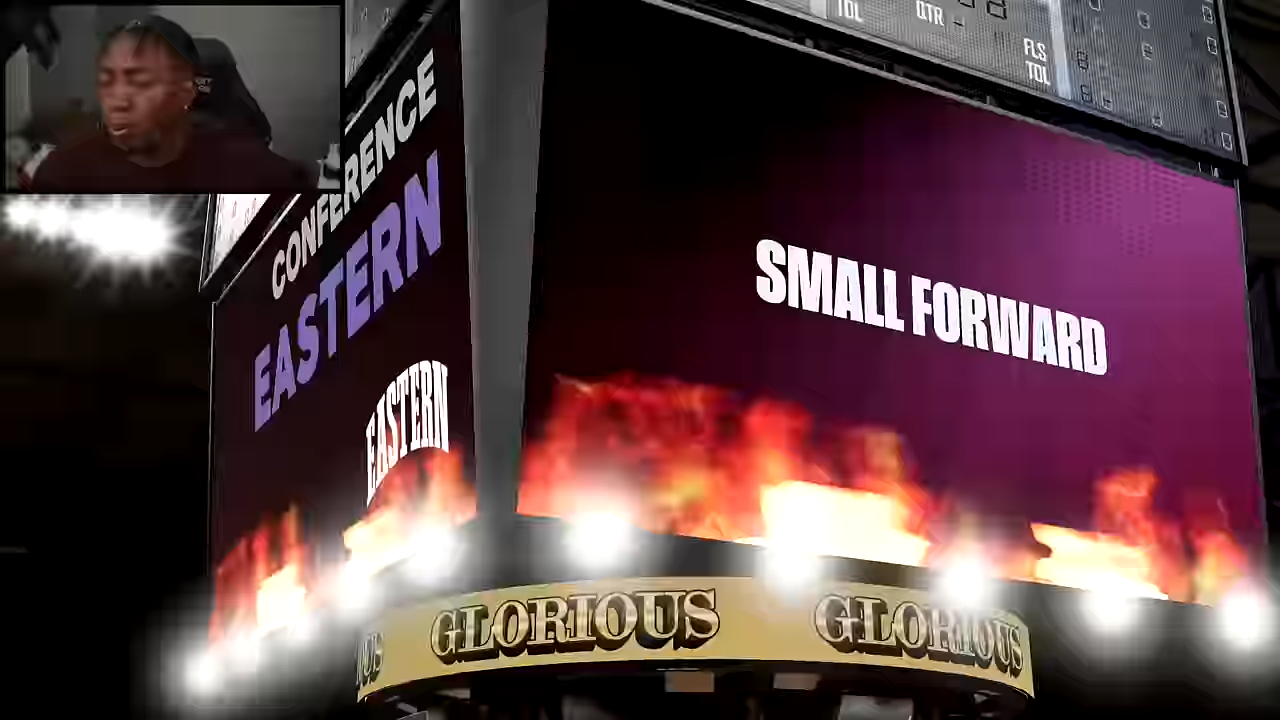 TOL
QTR
FLS
TOL
CONFERENCE
EASTERN
EASTERN
SMALL FORWARD
GLORIOUS
GLORIOUS